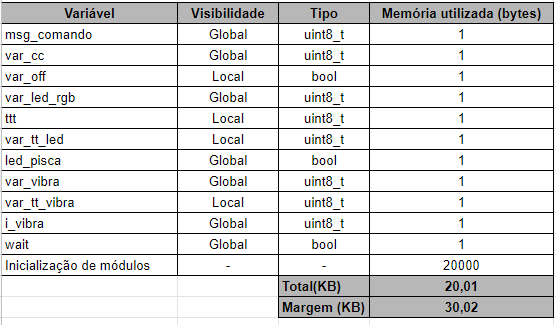 Variável Visibilidade Tipo Memória utilizada (bytes)
msg_comando Global uint8_t 1
var_cc Global uint8_t 1
var_off Local bool 1
var_led_rgb Global uint8_t 1
ttt Local uint8_t 1
var_tt_led Local uint8_t 1
led_pisca Global bool 1
var_vibra Global uint8_t 1
var_tt_vibra Local uint8_t 1
i_vibra Global uint8_t 1
wait Global bool 1
Inicialização de módulos - - 20000
Total(KB) 20,01
Margem (KB) 30,02